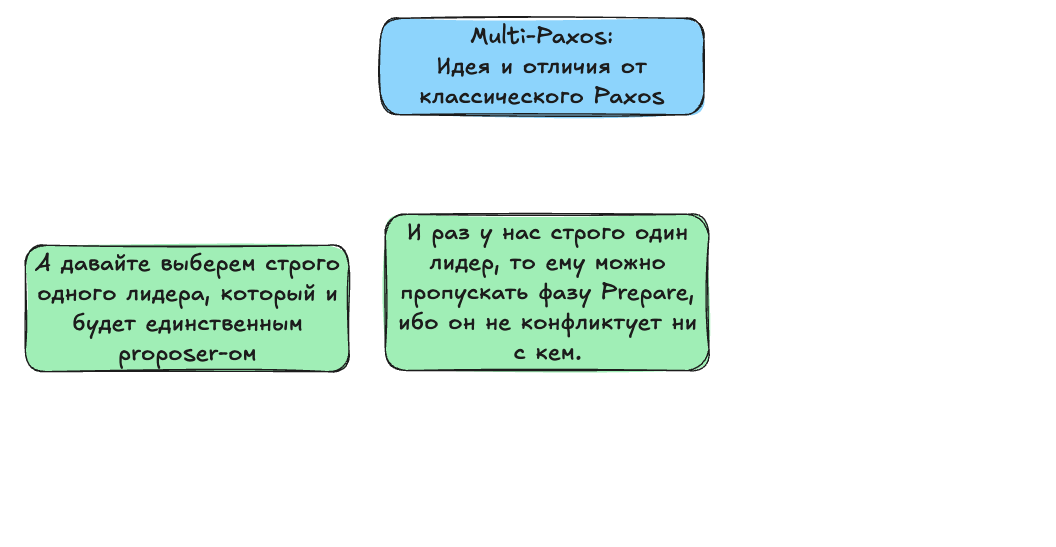 Multi-Paxos:
Идея и отличия от
классического Paxos
А давайте выберем строго
одного лидера, который и
будет единственным
proposer-ом
И раз у нас строго один
лидер, то ему можно
пропускать фазу Prepare,
ибо он не конфликтует ни
с кем.